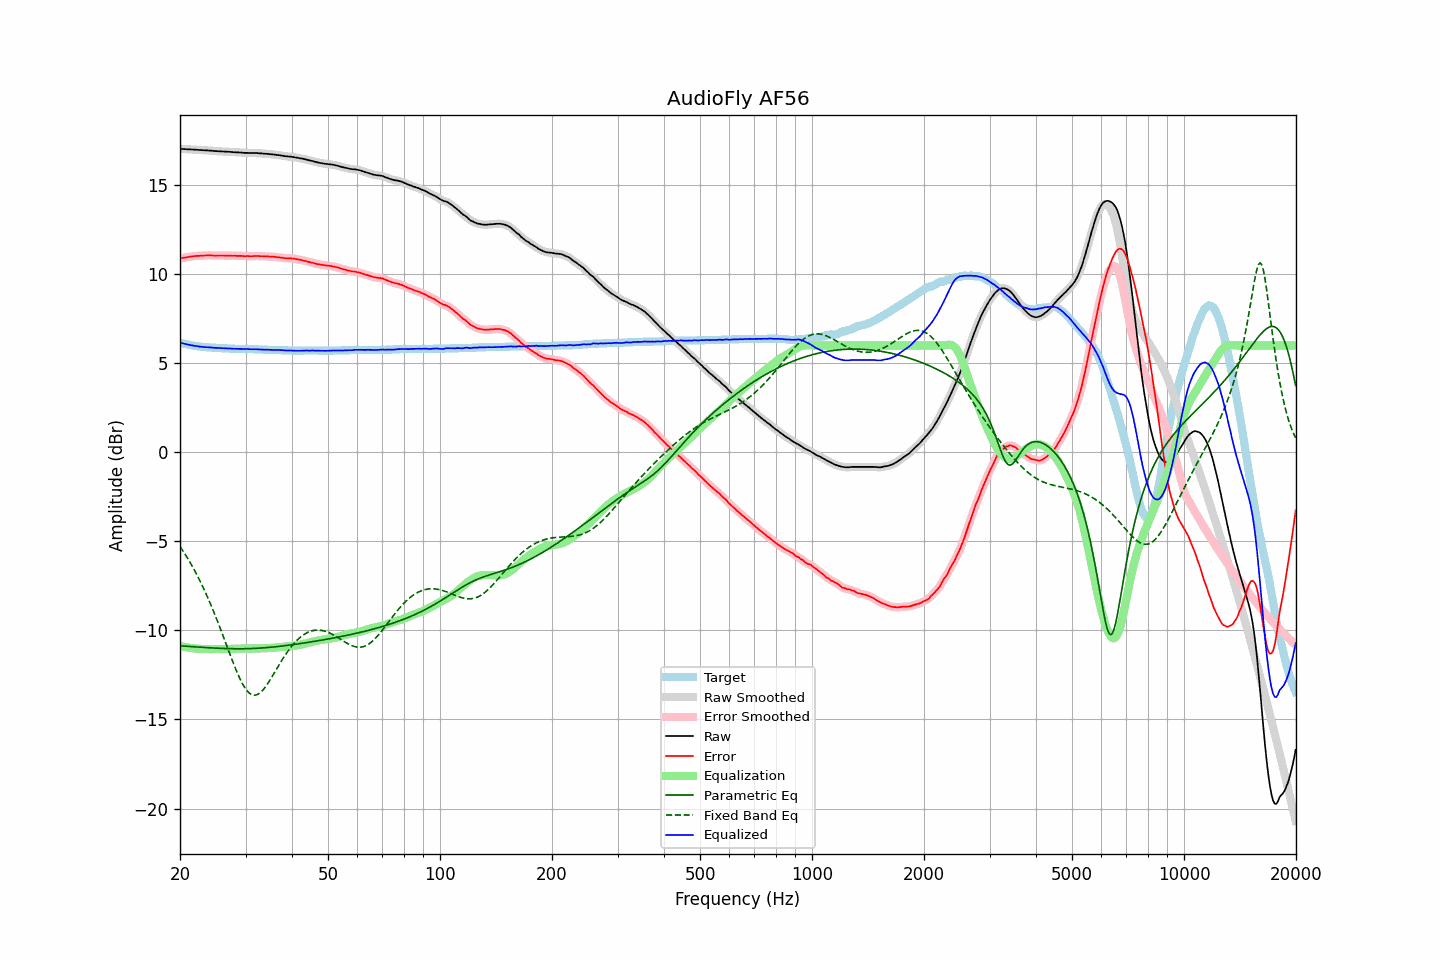 AudioFly AF56
Amplitude (dBr)
15
10
5
0
−5
−10
−15
−20
Target
Raw Smoothed
Error Smoothed
Raw
Error
Equalization
Parametric Eq
Fixed Band Eq
Equalized
20 50 100 200 500 1000 2000 5000 10000 20000
Frequency (Hz)